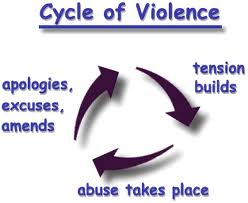 Cycle of Violence
tension
builds
abuse takes place
apologies,
excuses,
amends